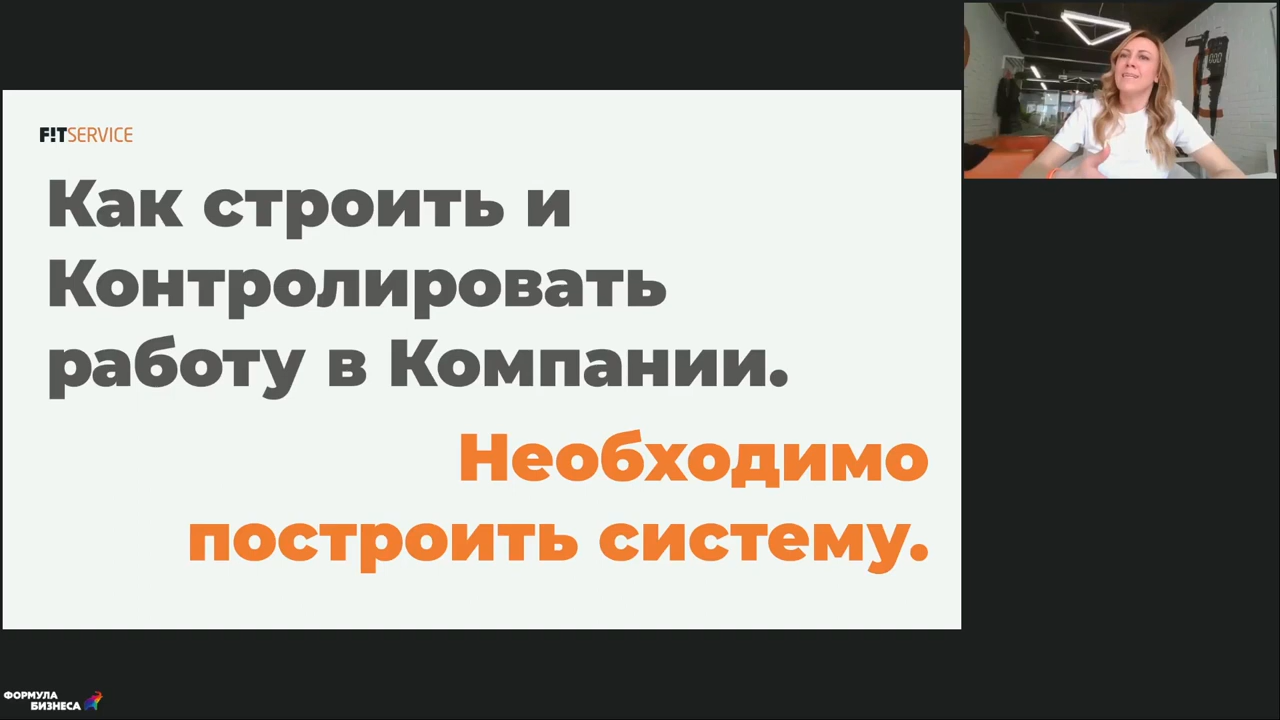 F!TSERVICE
Как строить и
Контролировать
работу в Компании.
Необходимо
построить систему.
ФОРМУЛА
БИЗНЕСА